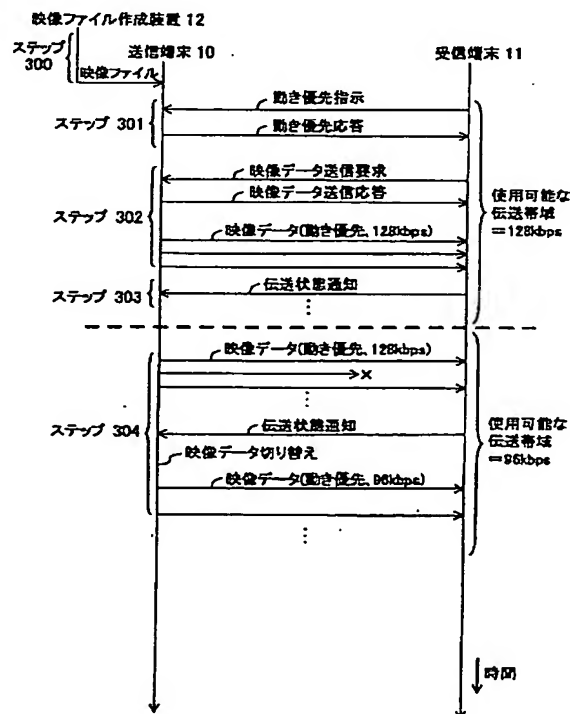 映像ファイル作成装置 12
ステップ 300
映像ファイル
送信端末 10
受信端末 11
ステップ 301
動き優先指示
動き優先応答
ステップ 302
映像データ送信要求
映像データ送信応答
映像データ(動き優先、128kbps)
使用可能な
伝送帯域
=128kbps
ステップ 303
伝送状態通知
ステップ 304
映像データ(動き優先、128kbps)
×
伝送状態通知
映像データ切り替え
映像データ(動き優先、96kbps)
使用可能な
伝送帯域
=96kbps
時間